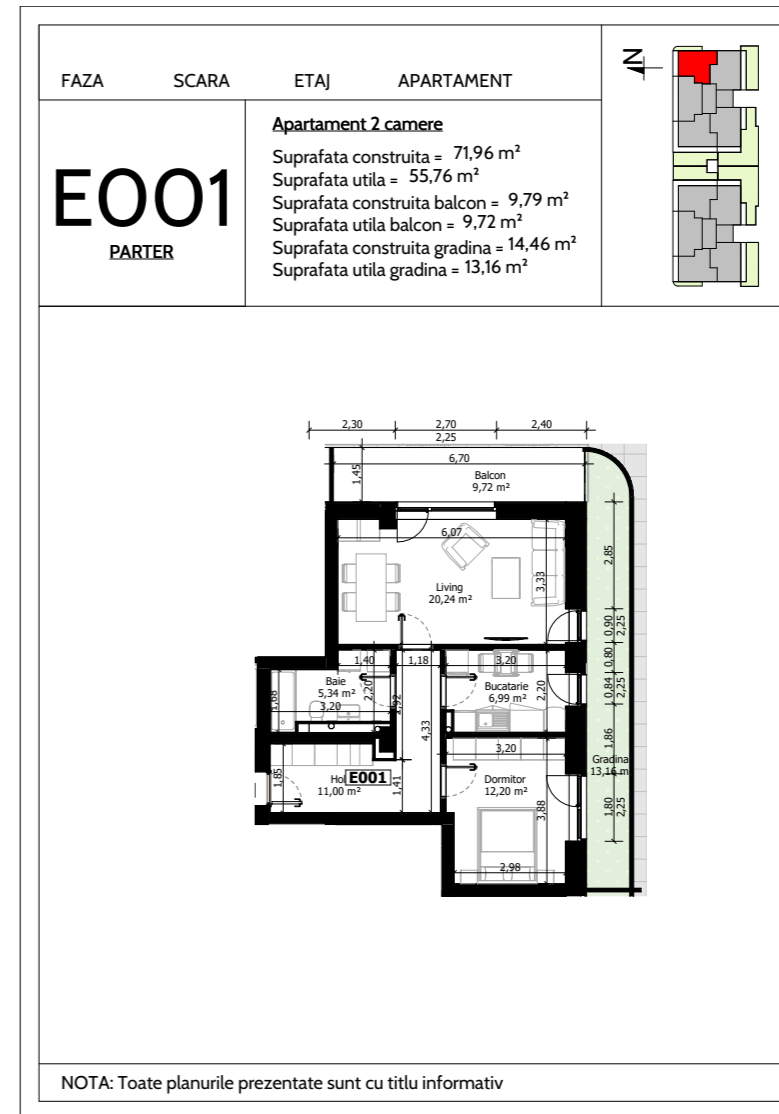 FAZA SCARA ETAJ APARTAMENT
E001
PARTER
Apartament 2 camere
Suprafata construita = 71,96 m²
Suprafata utila = 55,76 m²
Suprafata construita balcon = 9,79 m²
Suprafata utila balcon = 9,72 m²
Suprafata construita gradina = 14,46 m²
Suprafata utila gradina = 13,16 m²
N
2,30 2,70 2,40
2,25
6,70
1,45
Balcon
9,72 m²
6,07
2,85
3,33
Living
20,24 m²
0,90
2,25
0,80
1,40 1,18 3,20
Baie
5,34 m²
3,20
1,68
2,20
1,92
Bucatarie
6,99 m²
2,20
0,84
2,25
4,33
1,86
3,20
Gradina
13,16 m
Hol
11,00 m²
E001
1,85
1,41
Dormitor
12,20 m²
3,88
1,80
2,25
2,98
NOTA: Toate planurile prezentate sunt cu titlu informativ